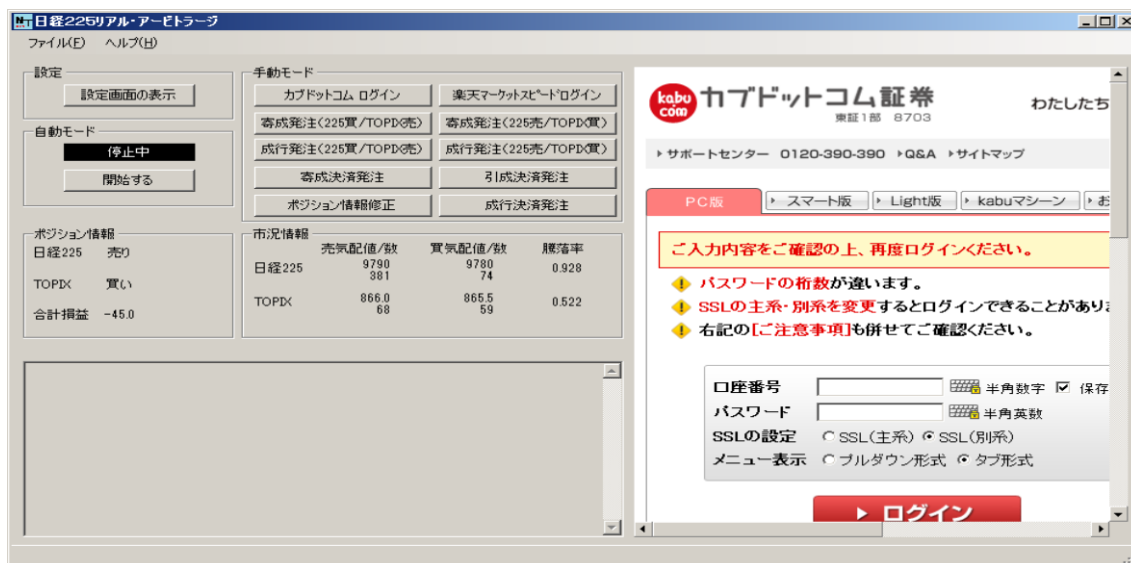 日経225リアル・アービトラージ
ファイル(F) ヘルプ(H)
設定
設定画面の表示
自動モード
停止中
開始する
手動モード
カブドットコム ログイン 楽天マーケットスピードログイン
寄成発注(225買/TOPIX売) 寄成発注(225売/TOPIX買)
成行発注(225買/TOPIX売) 成行発注(225売/TOPIX買)
寄成決済発注 引成決済発注
ポジション情報修正 成行決済発注
ポジション情報
日経225 売り
TOPIX 買い
合計損益 -45.0
市況情報
売気配値/数 買気配値/数 騰落率
日経225 9790 9780 0.928
381 74
TOPIX 866.0 865.5 0.522
68 59
kabu.com カブドットコム証券 わたしたち
東証1部 8703
サポートセンター 0120-390-390 Q&A サイトマップ
PC版 スマート版 Light版 kabuマシーン お
ご入力内容をご確認の上、再度ログインください。
パスワードの桁数が違います。
SSLの主系・別系を変更するとログインできることがあり
右記の[ご注意事項]も併せてご確認ください。
口座番号 半角数字 保存
パスワード 半角英数
SSLの設定 SSL(主系) SSL(別系)
メニュー表示 プルダウン形式 タブ形式
ログイン